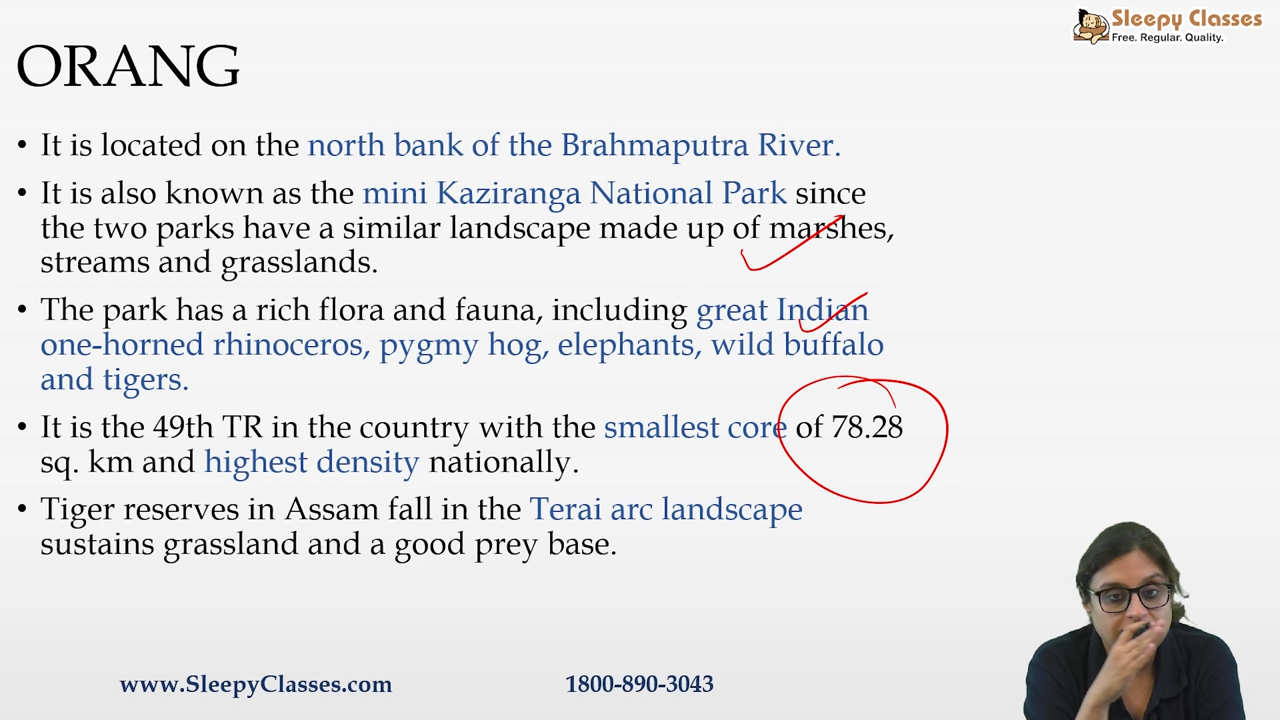 Sleepy Classes
Free. Regular. Quality.
ORANG
• It is located on the north bank of the Brahmaputra River.
• It is also known as the mini Kaziranga National Park since
the two parks have a similar landscape made up of marshes,
streams and grasslands.
• The park has a rich flora and fauna, including great Indian
one-horned rhinoceros, pygmy hog, elephants, wild buffalo
and tigers.
• It is the 49th TR in the country with the smallest core of 78.28
sq. km and highest density nationally.
• Tiger reserves in Assam fall in the Terai arc landscape
sustains grassland and a good prey base.
www.SleepyClasses.com
1800-890-3043